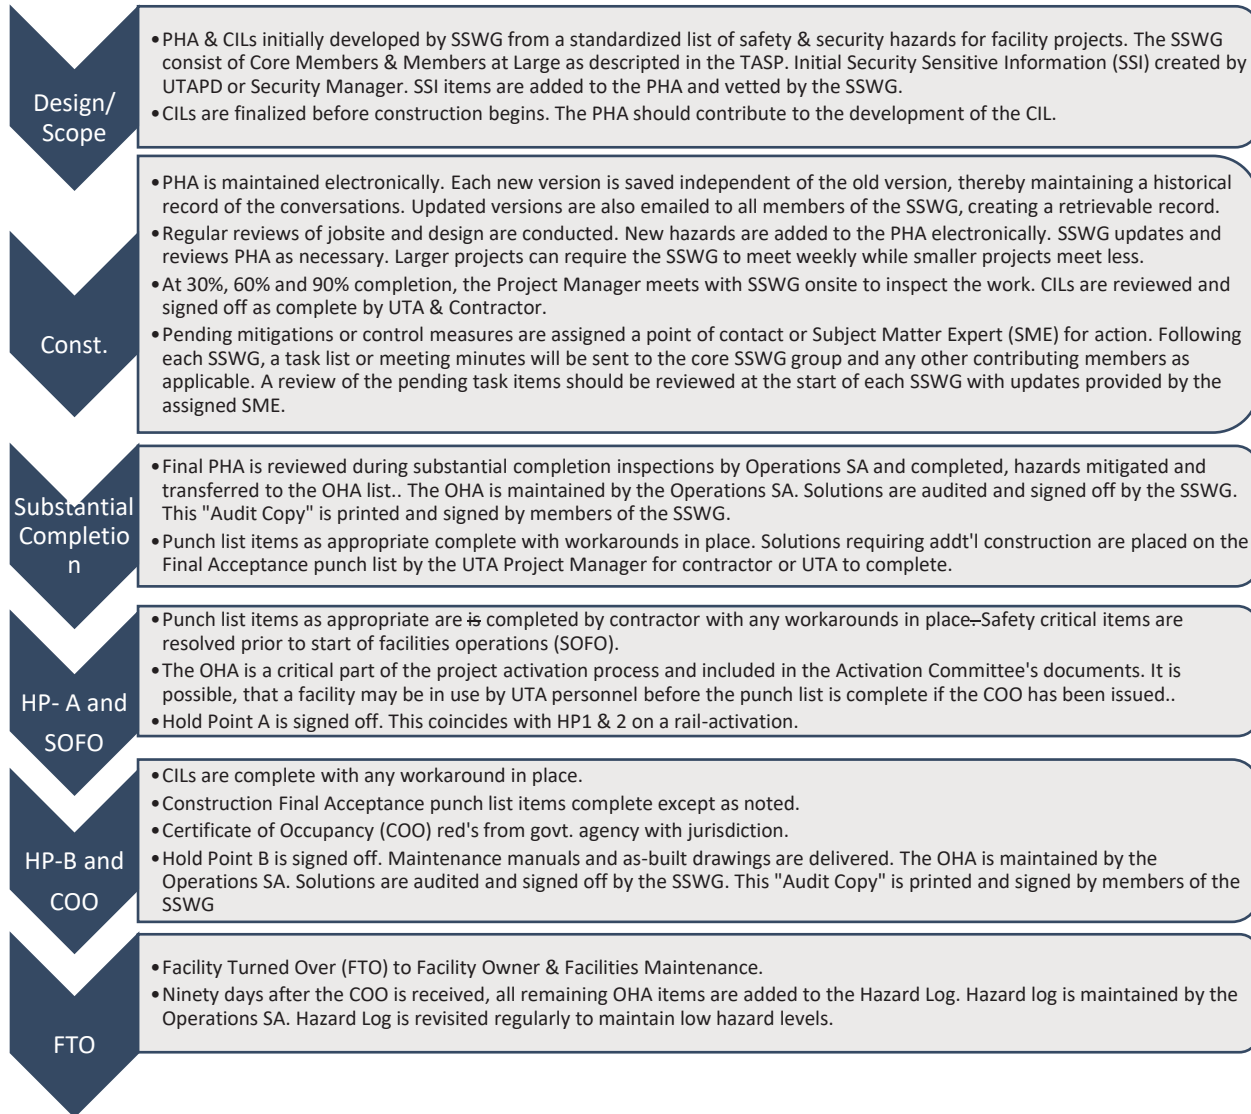 Design/
Scope
•PHA & CILs initially developed by SSWG from a standardized list of safety & security hazards for facility projects. The SSWG
consist of Core Members & Members at Large as descripted in the TASP. Initial Security Sensitive Information (SSI) created by
UTAPD or Security Manager. SSI items are added to the PHA and vetted by the SSWG.
•CILs are finalized before construction begins. The PHA should contribute to the development of the CIL.
Const.
•PHA is maintained electronically. Each new version is saved independent of the old version, thereby maintaining a historical
record of the conversations. Updated versions are also emailed to all members of the SSWG, creating a retrievable record.
•Regular reviews of jobsite and design are conducted. New hazards are added to the PHA electronically. SSWG updates and
reviews PHA as necessary. Larger projects can require the SSWG to meet weekly while smaller projects meet less.
•At 30%, 60% and 90% completion, the Project Manager meets with SSWG onsite to inspect the work. CILs are reviewed and
signed off as complete by UTA & Contractor.
•Pending mitigations or control measures are assigned a point of contact or Subject Matter Expert (SME) for action. Following
each SSWG, a task list or meeting minutes will be sent to the core SSWG group and any other contributing members as
applicable. A review of the pending task items should be reviewed at the start of each SSWG with updates provided by the
assigned SME.
Substantial
Completio
n
•Final PHA is reviewed during substantial completion inspections by Operations SA and completed, hazards mitigated and
transferred to the OHA list.. The OHA is maintained by the Operations SA. Solutions are audited and signed off by the SSWG.
This "Audit Copy" is printed and signed by members of the SSWG.
•Punch list items as appropriate complete with workarounds in place. Solutions requiring addt'l construction are placed on the
Final Acceptance punch list by the UTA Project Manager for contractor or UTA to complete.
HP- A and
SOFO
•Punch list items as appropriate are is completed by contractor with any workarounds in place. Safety critical items are
resolved prior to start of facilities operations (SOFO).
•The OHA is a critical part of the project activation process and included in the Activation Committee's documents. It is
possible, that a facility may be in use by UTA personnel before the punch list is complete if the COO has been issued..
•Hold Point A is signed off. This coincides with HP1 & 2 on a rail-activation.
HP-B and
COO
•CILs are complete with any workaround in place.
•Construction Final Acceptance punch list items complete except as noted.
•Certificate of Occupancy (COO) red's from govt. agency with jurisdiction.
•Hold Point B is signed off. Maintenance manuals and as-built drawings are delivered. The OHA is maintained by the
Operations SA. Solutions are audited and signed off by the SSWG. This "Audit Copy" is printed and signed by members of the
SSWG
FTO
•Facility Turned Over (FTO) to Facility Owner & Facilities Maintenance.
•Ninety days after the COO is received, all remaining OHA items are added to the Hazard Log. Hazard log is maintained by the
Operations SA. Hazard Log is revisited regularly to maintain low hazard levels.